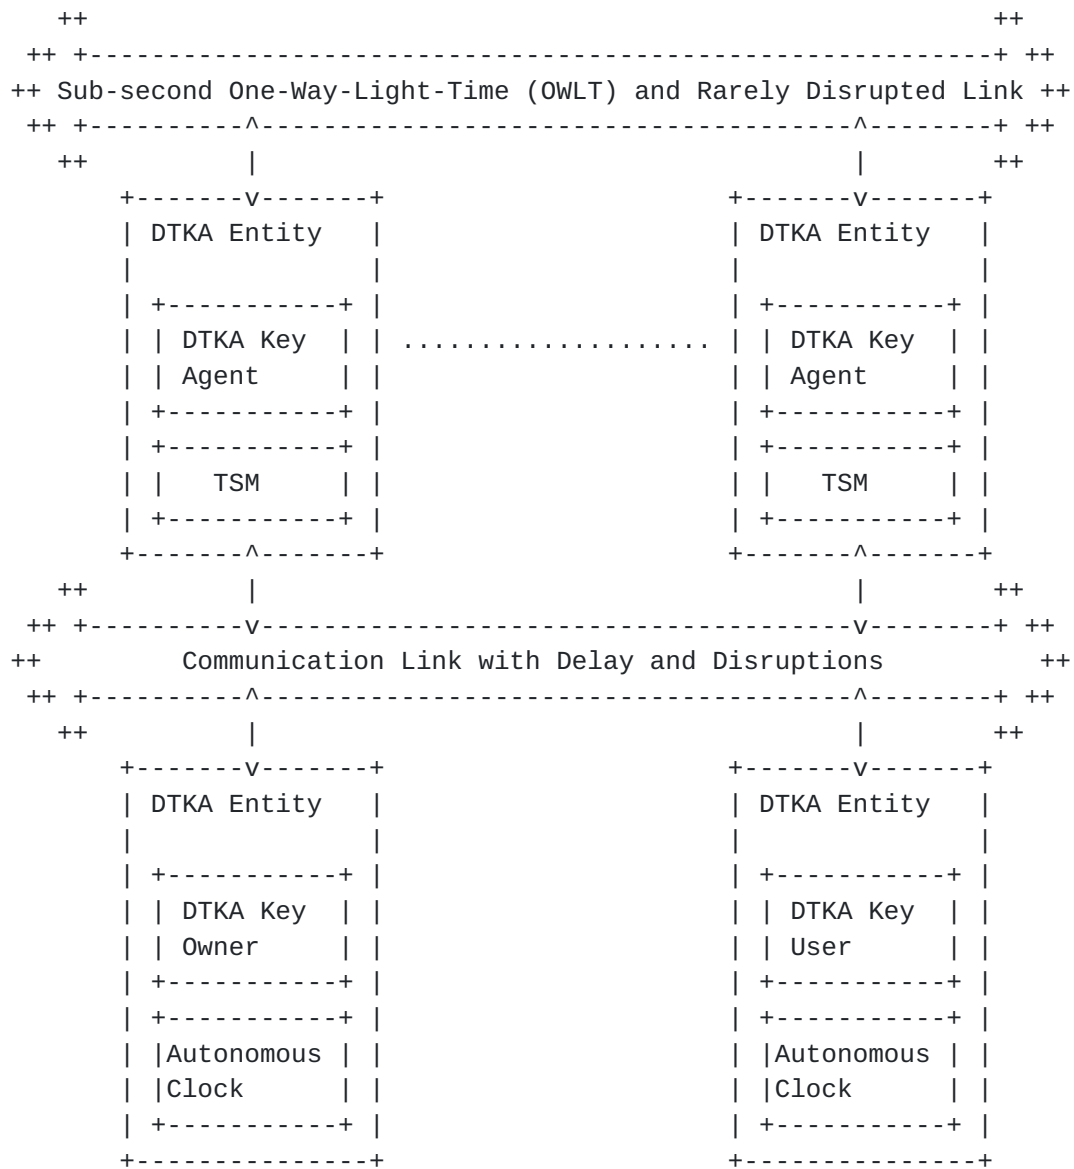 ++ ++
++ +----------------------------------------------------------+ ++
++ Sub-second One-Way-Light-Time (OWLT) and Rarely Disrupted Link ++
++ +----------^--------------------------------------^--------+ ++
++ | | ++
+-------v-------+ +-------v-------+
| DTKA Entity | | DTKA Entity |
| | | |
| +-----------+ | | +-----------+ |
| | DTKA Key | | .................... | | DTKA Key | |
| | Agent | | | | Agent | |
| +-----------+ | | +-----------+ |
| +-----------+ | | +-----------+ |
| | TSM | | | | TSM | |
| +-----------+ | | +-----------+ |
+-------^-------+ +-------^-------+
++ | | ++
++ +----------v--------------------------------------v--------+ ++
++ Communication Link with Delay and Disruptions ++
++ +----------^--------------------------------------^--------+ ++
++ | | ++
+-------v-------+ +-------v-------+
| DTKA Entity | | DTKA Entity |
| | | |
| +-----------+ | | +-----------+ |
| | DTKA Key | | | | DTKA Key | |
| | Owner | | | | User | |
| +-----------+ | | +-----------+ |
| +-----------+ | | +-----------+ |
| |Autonomous | | | |Autonomous | |
| |Clock | | | |Clock | |
| +-----------+ | | +-----------+ |
+---------------+ +---------------+